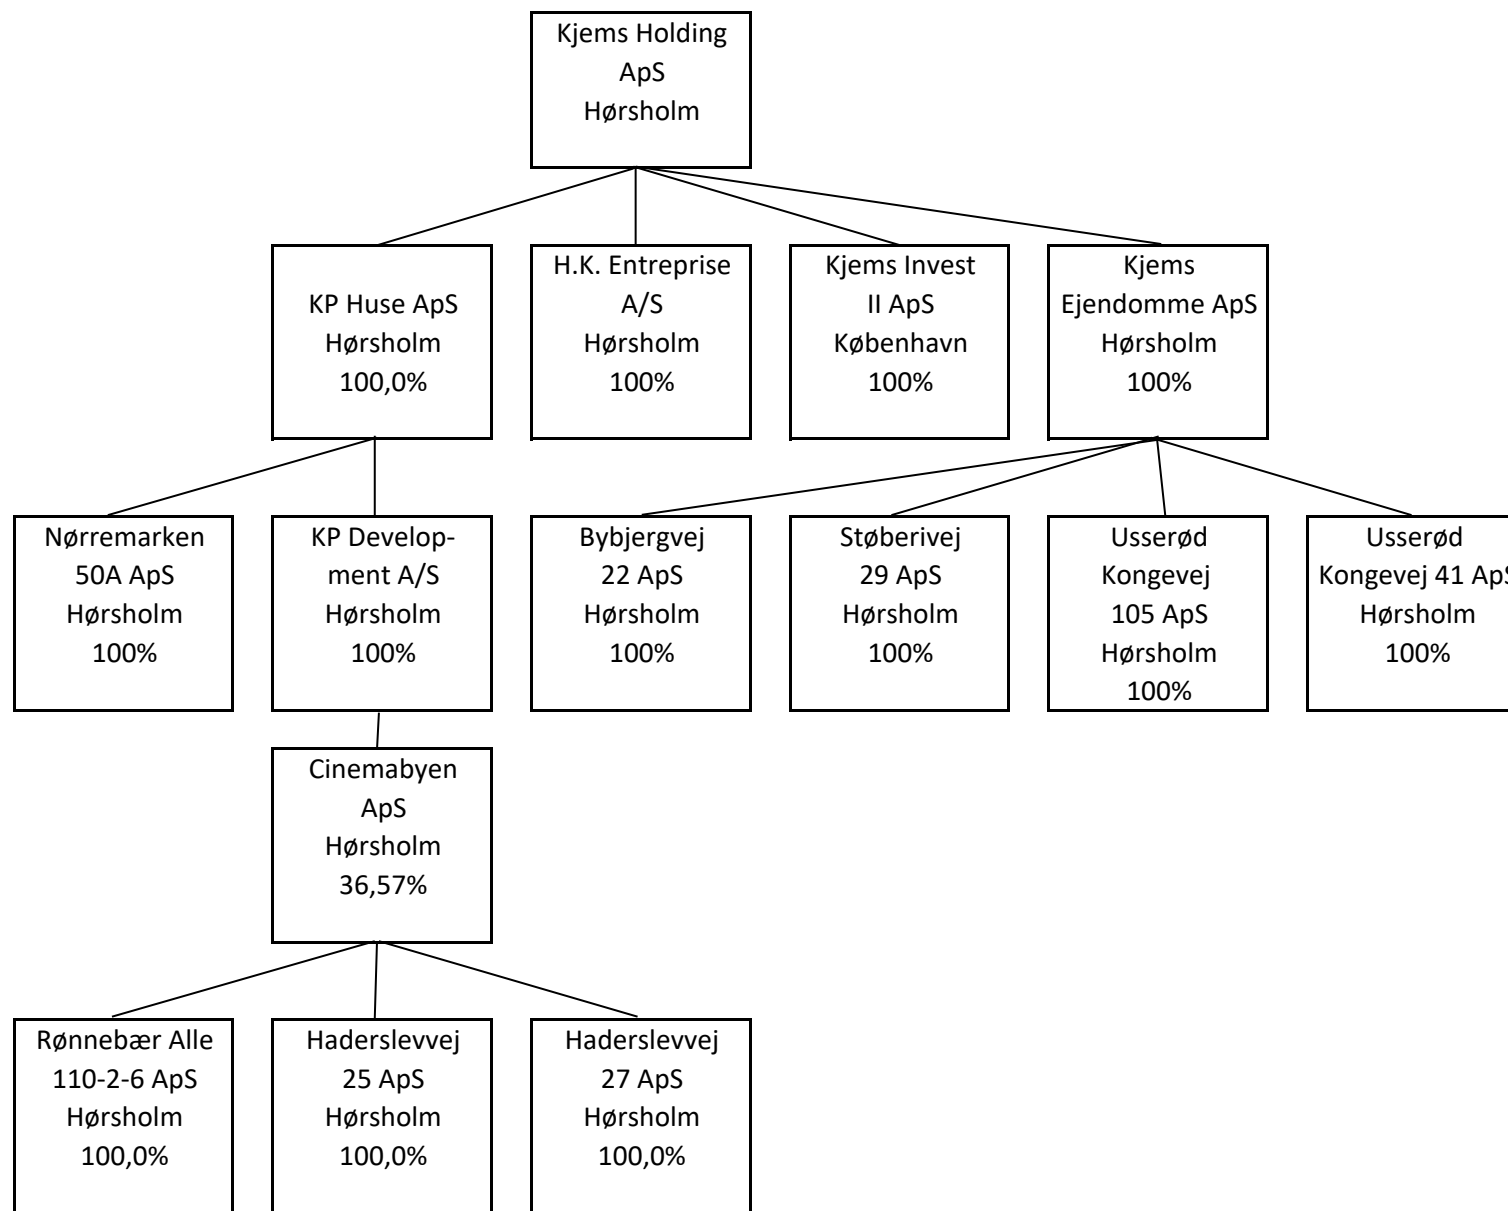 Kjems Holding
ApS
Hørsholm
KP Huse ApS
Hørsholm
100,0%
H.K. Entreprise
A/S
Hørsholm
100%
Kjems Invest
II ApS
København
100%
Kjems
Ejendomme ApS
Hørsholm
100%
Nørremarken
50A ApS
Hørsholm
100%
KP Develop-
ment A/S
Hørsholm
100%
Bybjergvej
22 ApS
Hørsholm
100%
Støberivej
29 ApS
Hørsholm
100%
Usserød
Kongevej
105 ApS
Hørsholm
100%
Usserød
Kongevej 41 ApS
Hørsholm
100%
Cinemabyen
ApS
Hørsholm
36,57%
Rønnebær Alle
110-2-6 ApS
Hørsholm
100,0%
Haderslevvej
25 ApS
Hørsholm
100,0%
Haderslevvej
27 ApS
Hørsholm
100,0%